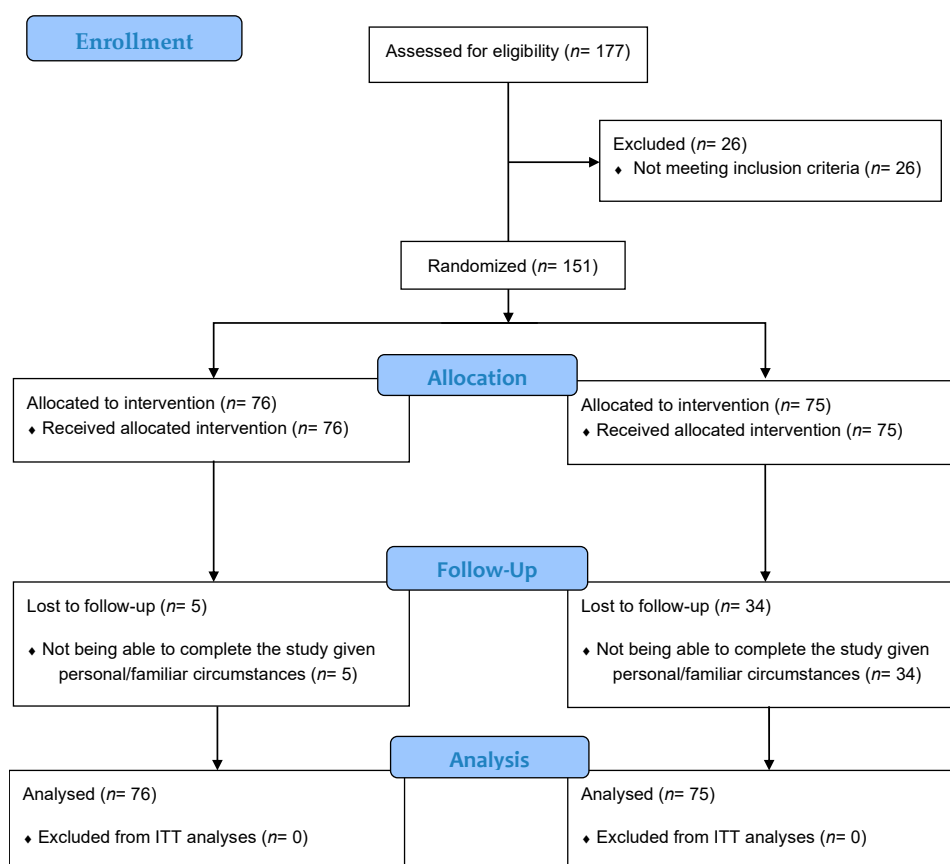 Enrollment
Assessed for eligibility (n= 177)
Excluded (n= 26)
♦ Not meeting inclusion criteria (n= 26)
Randomized (n= 151)
Allocation
Allocated to intervention (n= 76)
♦ Received allocated intervention (n= 76)
Allocated to intervention (n= 75)
♦ Received allocated intervention (n= 75)
Follow-Up
Lost to follow-up (n= 5)
♦ Not being able to complete the study given
personal/familiar circumstances (n= 5)
Lost to follow-up (n= 34)
♦ Not being able to complete the study given
personal/familiar circumstances (n= 34)
Analysis
Analysed (n= 76)
♦ Excluded from ITT analyses (n= 0)
Analysed (n= 75)
♦ Excluded from ITT analyses (n= 0)